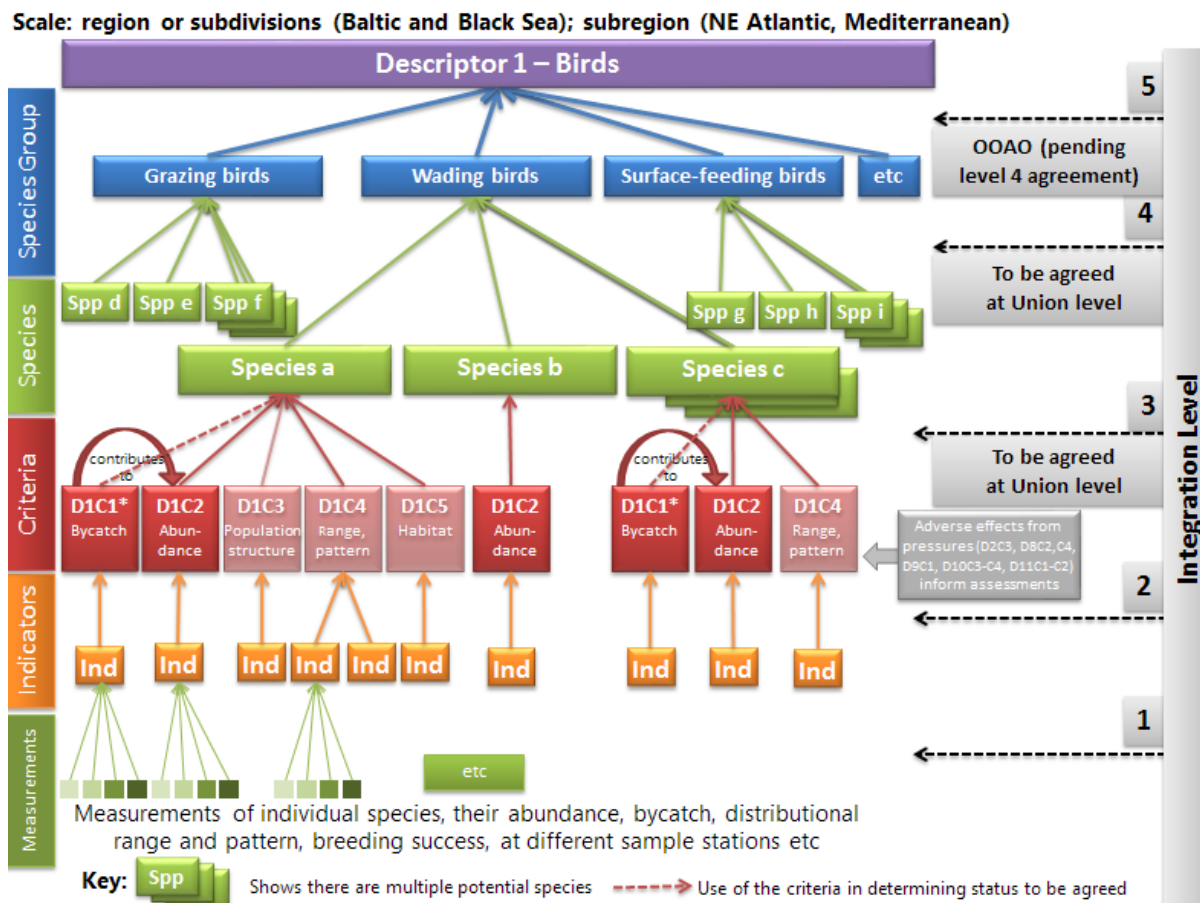 Scale: region or subdivisions (Baltic and Black Sea); subregion (NE Atlantic, Mediterranean)
Descriptor 1 – Birds
5
OOAO (pending
level 4 agreement)
Species Group
Grazing birds
Wading birds
Surface-feeding birds
etc
4
To be agreed
at Union level
Species
Spp d
Spp e
Spp f
Spp g
Spp h
Spp i
Species a
Species b
Species c
3
To be agreed
at Union level
Integration Level
Criteria
contributes
to
contributes
to
D1C1*
Bycatch
D1C2
Abun-
dance
D1C3
Population
structure
D1C4
Range,
pattern
D1C5
Habitat
D1C2
Abun-
dance
D1C1*
Bycatch
D1C2
Abun-
dance
D1C4
Range,
pattern
Adverse effects from
pressures (D2C3, D8C2,C4,
D9C1, D10C3-C4, D11C1-C2)
inform assessments
2
Indicators
Ind
Ind
Ind
Ind
Ind
Ind
Ind
Ind
Ind
Ind
1
Measurements
etc
Measurements of individual species, their abundance, bycatch, distributional
range and pattern, breeding success, at different sample stations etc
Key:
Spp
Shows there are multiple potential species
Use of the criteria in determining status to be agreed